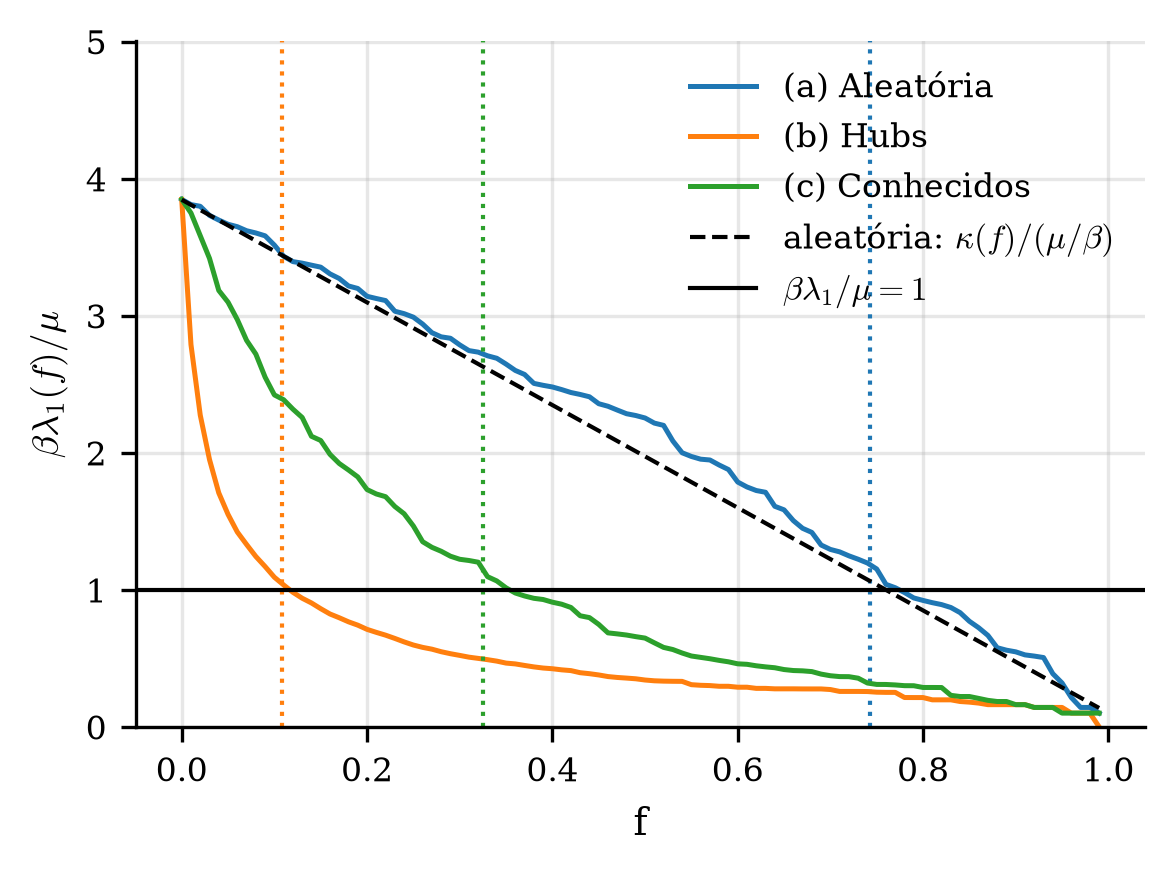 5
4
3
2
1
0
βλ₁(f)/μ
(a) Aleatória
(b) Hubs
(c) Conhecidos
aleatória: κ(f)/(μ/β)
βλ₁/μ = 1
0.0 0.2 0.4 0.6 0.8 1.0
f